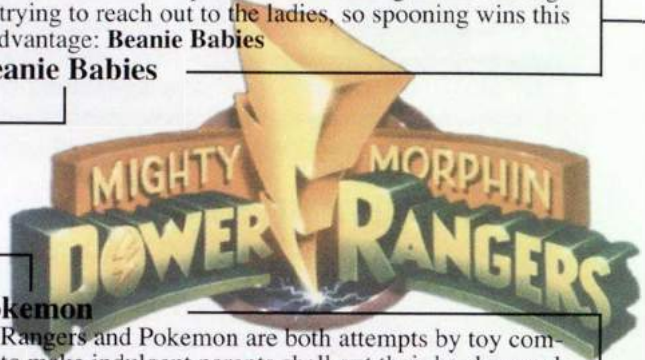 trying to reach out to the ladies, so spooning wins this
dvantage: Beanie Babies
eanie Babies
MIGHTY MORPHIN
POWER RANGERS
kemon
Rangers and Pokemon are both attempts by toy com-